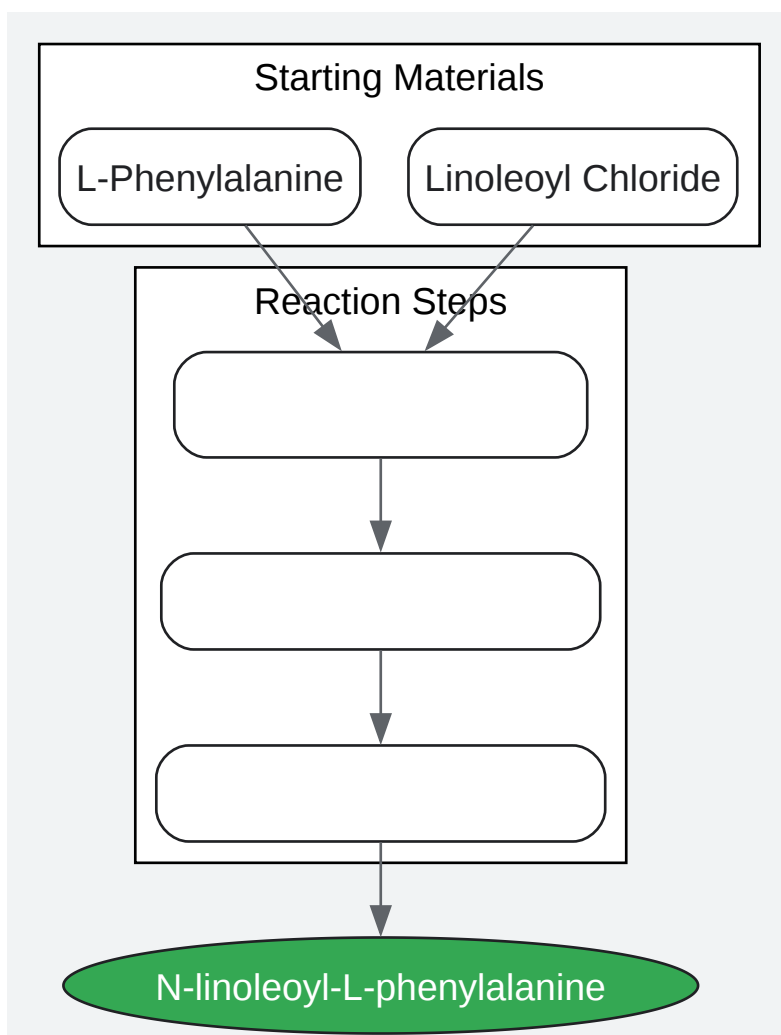 Starting Materials
L-Phenylalanine
Linoleoyl Chloride
Reaction Steps
N-linoleoyl-L-phenylalanine